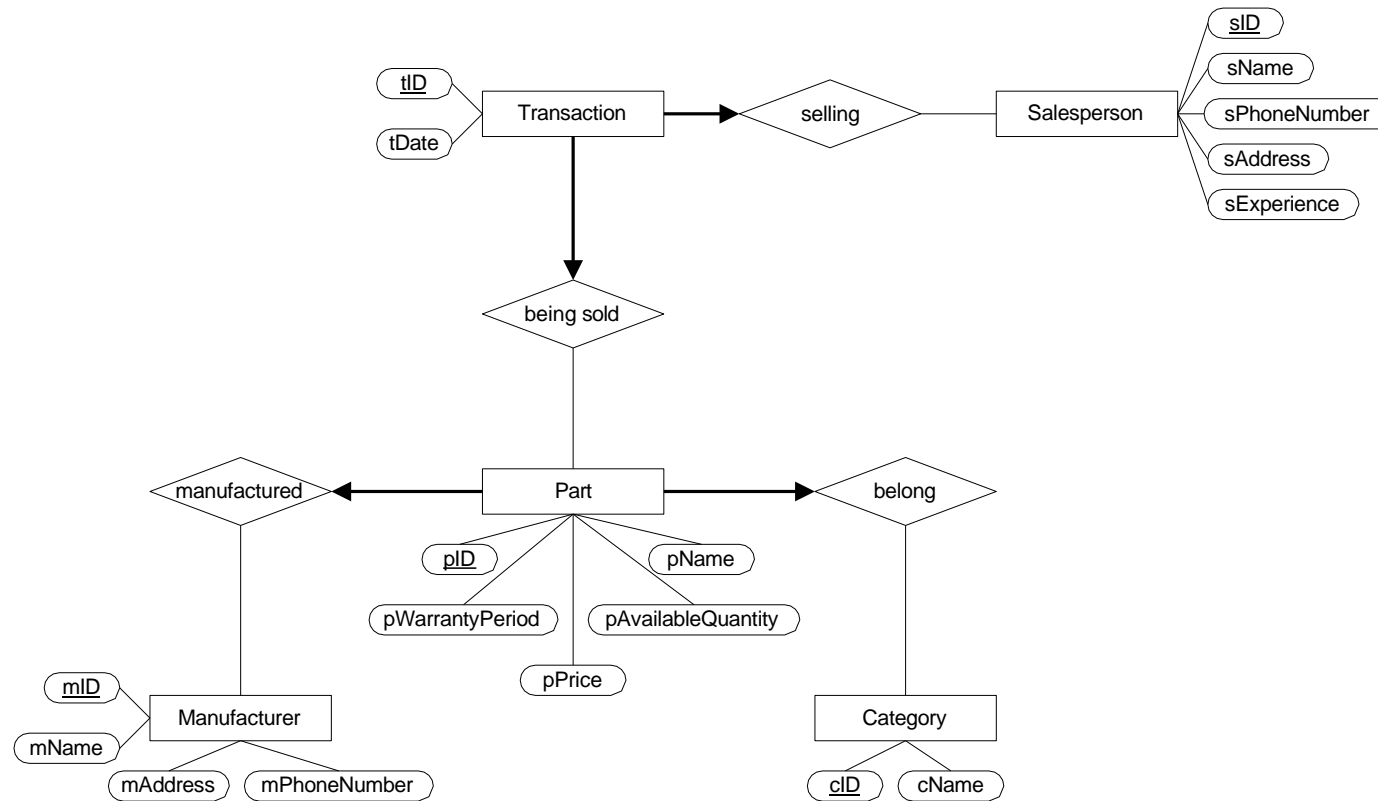 sID
tID
sName
Transaction
selling
Salesperson
sPhoneNumber
tDate
sAddress
sExperience
being sold
manufactured
Part
belong
pID
pName
pWarrantyPeriod
pAvailableQuantity
pPrice
mID
Manufacturer
Category
mName
mAddress
mPhoneNumber
cID
cName